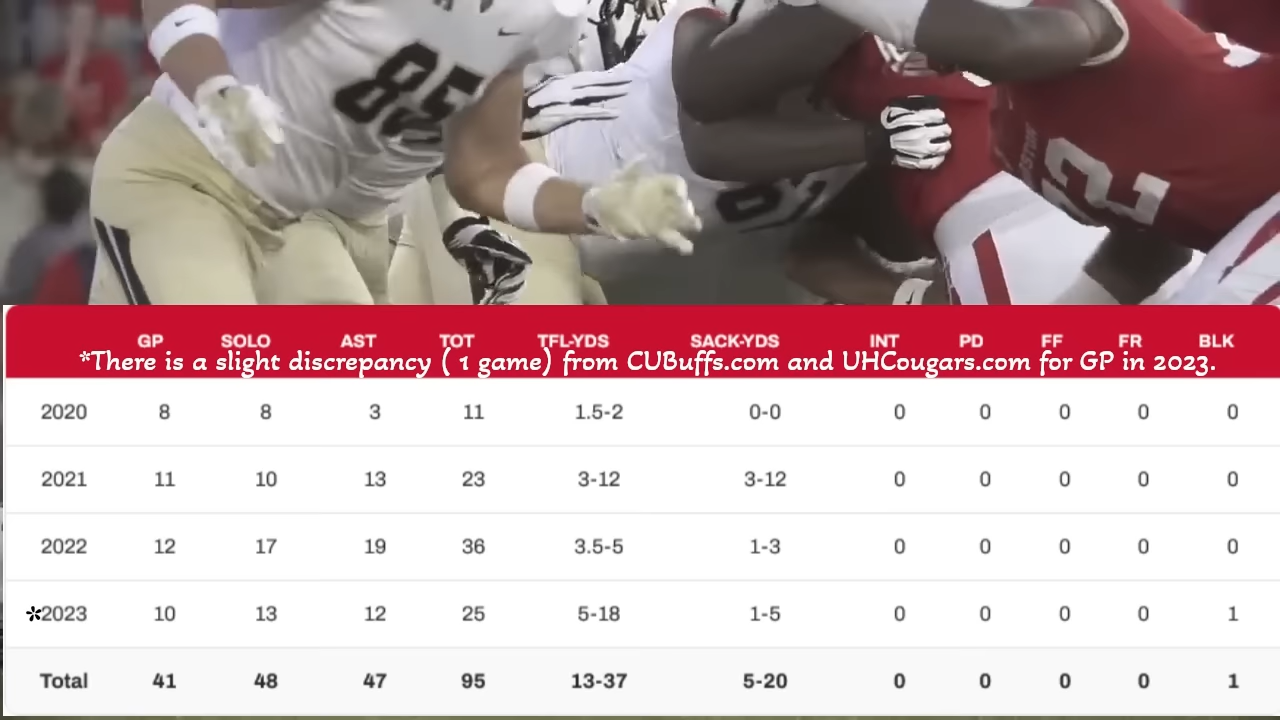 85
92
GP SOLO AST TOT TFL-YDS SACK-YDS INT PD FF FR BLK
*There is a slight discrepancy ( 1 game) from CUBuffs.com and UHCougars.com for GP in 2023.
2020 8 8 3 11 1.5-2 0-0 0 0 0 0 0
2021 11 10 13 23 3-12 3-12 0 0 0 0 0
2022 12 17 19 36 3.5-5 1-3 0 0 0 0 0
*2023 10 13 12 25 5-18 1-5 0 0 0 0 1
Total 41 48 47 95 13-37 5-20 0 0 0 0 1